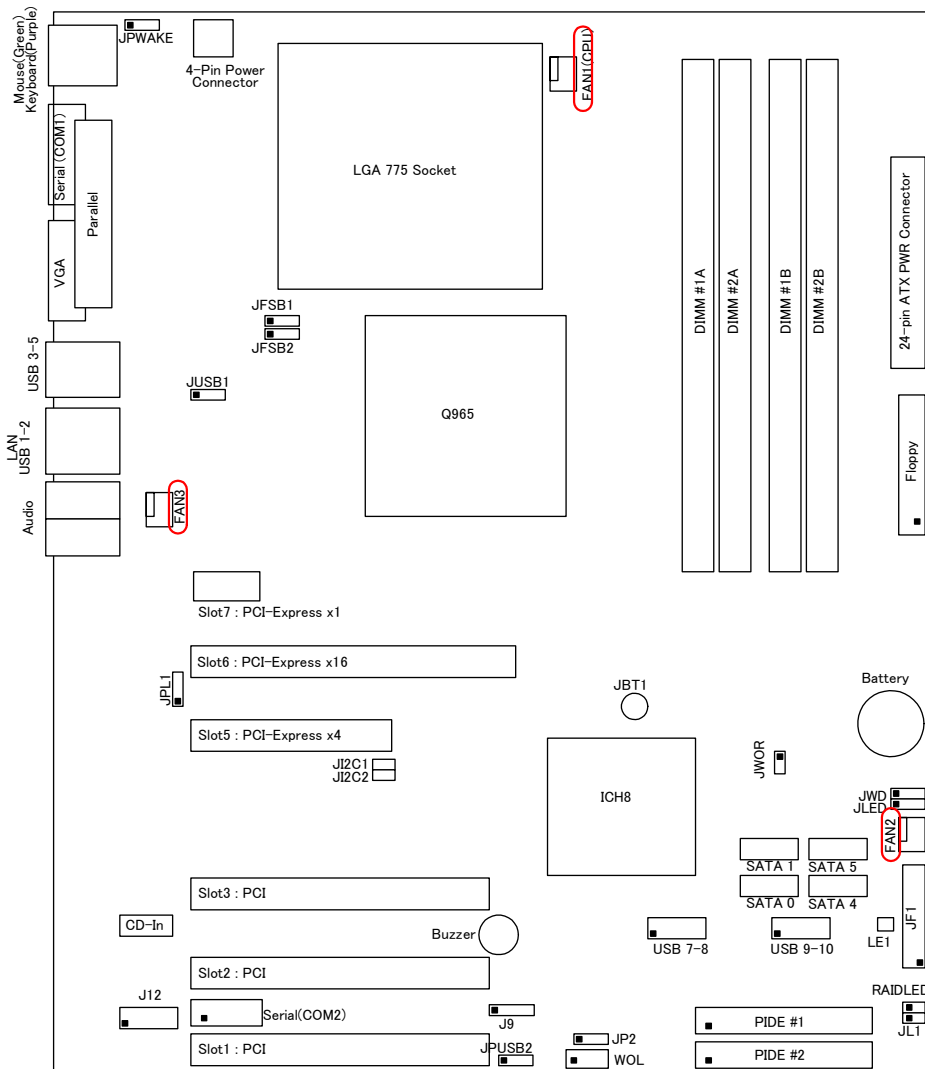 Mouse(Green)
Keyboard(Purple)
JPWAKE
4-Pin Power
Connector
FAN1(CPU)
Serial (COM1)
Parallel
VGA
LGA 775 Socket
DIMM #1A
DIMM #2A
DIMM #1B
DIMM #2B
24-pin ATX PWR Connector
JFSB1
JFSB2
USB 3-5
JUSB1
Q965
LAN
USB 1-2
Floppy
Audio
FAN3
Slot7 : PCI-Express x1
Slot6 : PCI-Express x16
JPL1
JBT1
Battery
Slot5 : PCI-Express x4
JI2C1
JI2C2
JWOR
ICH8
JWD
JLED
FAN2
SATA 1
SATA 5
SATA 0
SATA 4
Slot3 : PCI
CD-In
Buzzer
USB 7-8
USB 9-10
LE1
JF1
Slot2 : PCI
J12
Serial(COM2)
J9
RAIDLED
JL1
PIDE #1
JP2
Slot1 : PCI
JPUSB2
WOL
PIDE #2